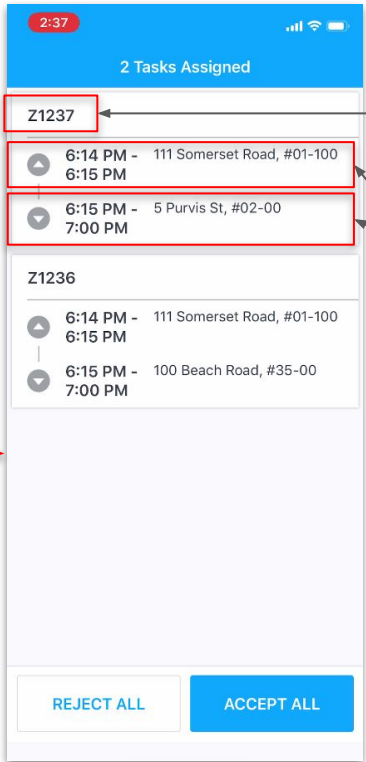 2:37
2 Tasks Assigned
Z1237
6:14 PM - 111 Somerset Road, #01-100
6:15 PM
6:15 PM - 5 Purvis St, #02-00
7:00 PM
Z1236
6:14 PM - 111 Somerset Road, #01-100
6:15 PM
6:15 PM - 100 Beach Road, #35-00
7:00 PM
REJECT ALL ACCEPT ALL